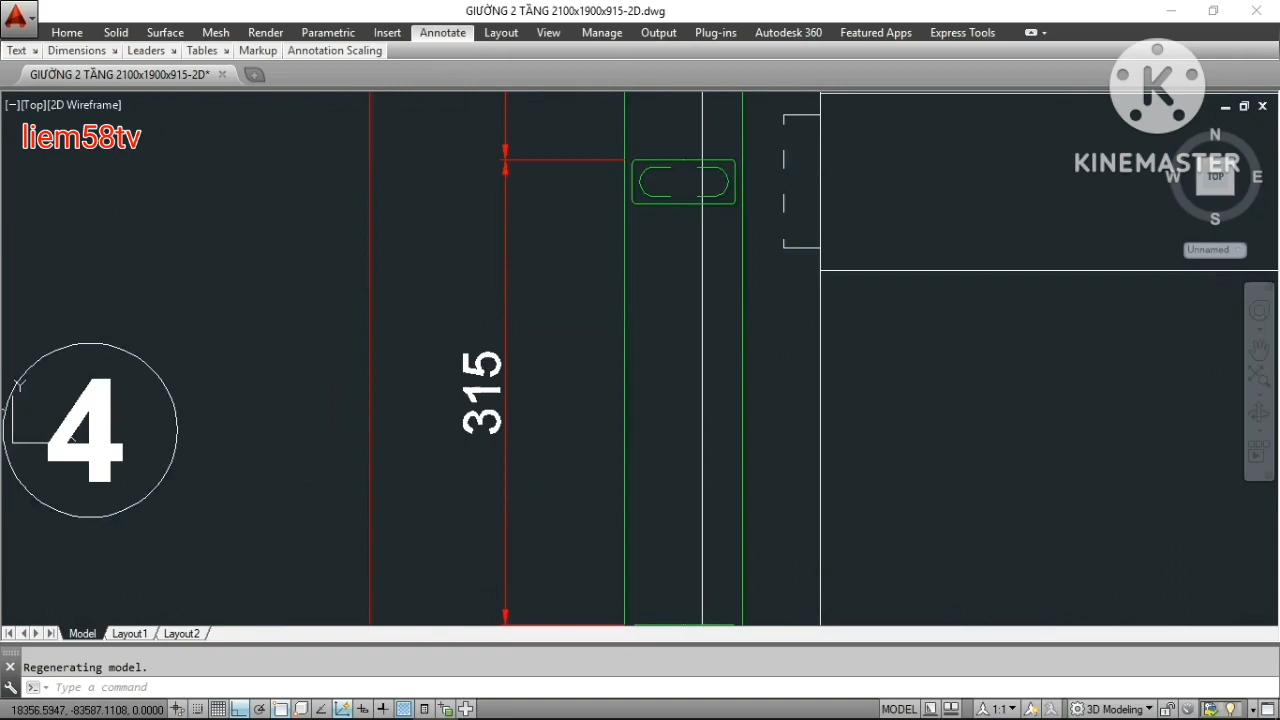 GIƯỜNG 2 TẦNG 2100x1900x915-2D.dwg
Home Solid Surface Mesh Render Parametric Insert Annotate Layout View Manage Output Plug-ins Autodesk 360 Featured Apps Express Tools
Text Dimensions Leaders Tables Markup Annotation Scaling
GIƯỜNG 2 TẦNG 2100x1900x915-2D*
[−][Top][2D Wireframe]
liem58tv
K
KINEMASTER
N
W TOP E
S
Unnamed
315
4
Y
Model Layout1 Layout2
Regenerating model.
Type a command
18356.5347, -83587.1108, 0.0000 MODEL 1:1 3D Modeling